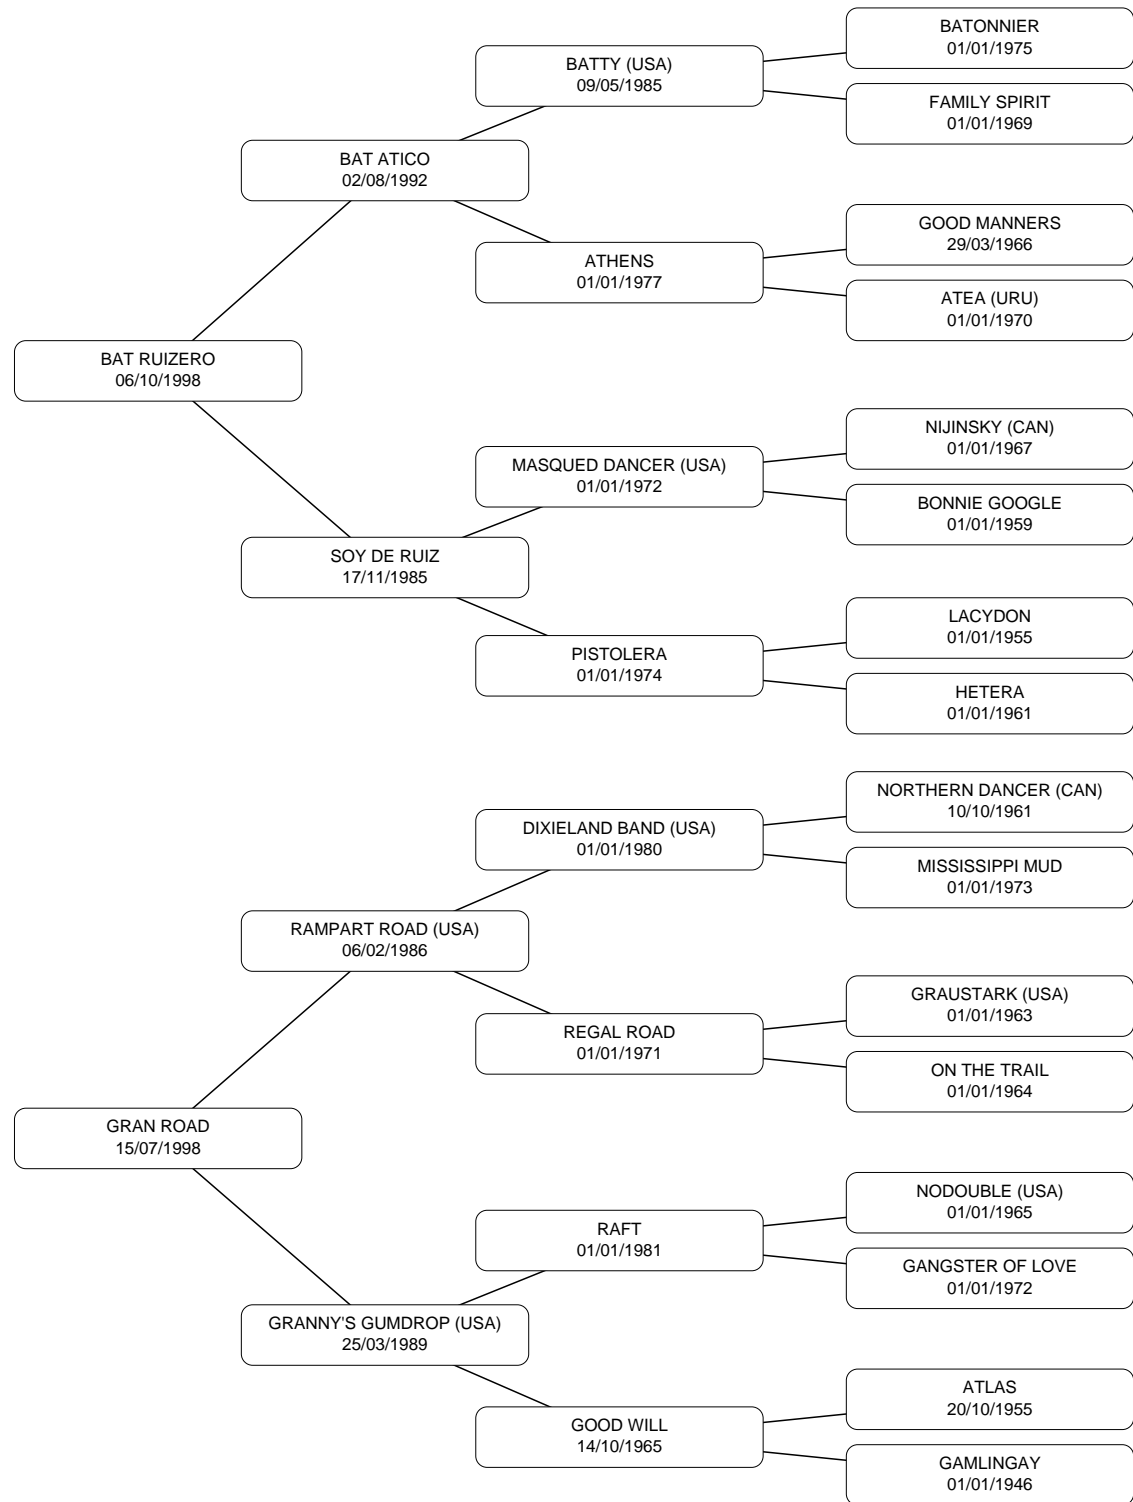 BATONNIER
01/01/1975
BATTY (USA)
09/05/1985
FAMILY SPIRIT
01/01/1969
BAT ATICO
02/08/1992
GOOD MANNERS
29/03/1966
ATHENS
01/01/1977
ATEA (URU)
01/01/1970
BAT RUIZERO
06/10/1998
NIJINSKY (CAN)
01/01/1967
MASQUED DANCER (USA)
01/01/1972
BONNIE GOOGLE
01/01/1959
SOY DE RUIZ
17/11/1985
LACYDON
01/01/1955
PISTOLERA
01/01/1974
HETERA
01/01/1961
NORTHERN DANCER (CAN)
10/10/1961
DIXIELAND BAND (USA)
01/01/1980
MISSISSIPPI MUD
01/01/1973
RAMPART ROAD (USA)
06/02/1986
GRAUSTARK (USA)
01/01/1963
REGAL ROAD
01/01/1971
ON THE TRAIL
01/01/1964
GRAN ROAD
15/07/1998
NODOUBLE (USA)
01/01/1965
RAFT
01/01/1981
GANGSTER OF LOVE
01/01/1972
GRANNY'S GUMDROP (USA)
25/03/1989
ATLAS
20/10/1955
GOOD WILL
14/10/1965
GAMLINGAY
01/01/1946